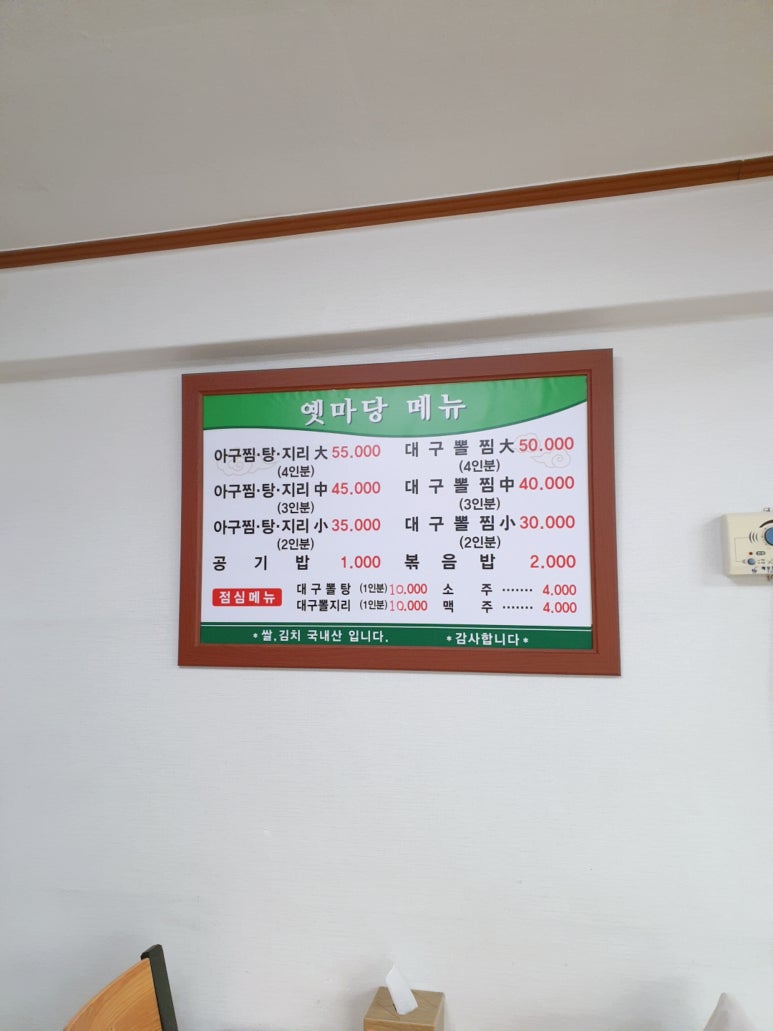 옛마당 메뉴
아구찜·탕·지리 大 55.000
(4인분)
아구찜·탕·지리 中 45.000
(3인분)
아구찜·탕·지리 小 35.000
(2인분)
공 기 밥 1.000
대 구 뽈 찜 大 50.000
(4인분)
대 구 뽈 찜 中 40.000
(3인분)
대 구 뽈 찜 小 30.000
(2인분)
볶 음 밥 2.000
점심메뉴
대 구 뽈 탕 (1인분) 10.000
대구뽈지리 (1인분) 10.000
소 주 ······· 4.000
맥 주 ······· 4.000
*쌀,김치 국내산 입니다.
*감사합니다*